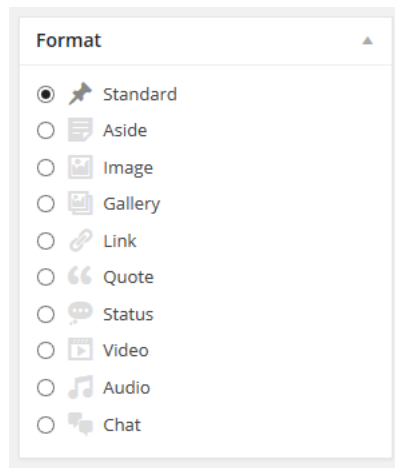 Format
Standard
Aside
Image
Gallery
Link
Quote
Status
Video
Audio
Chat